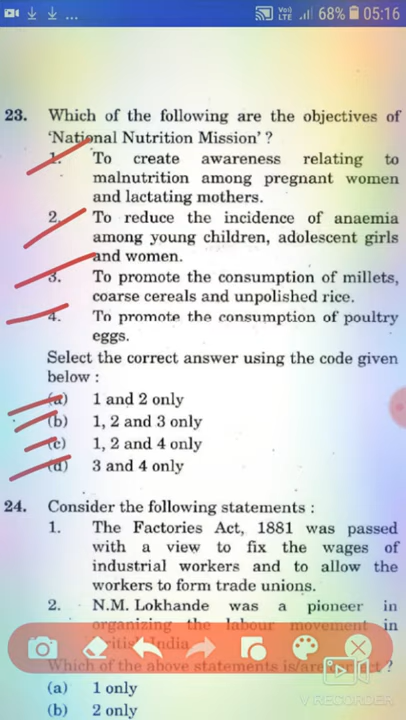 Vo)) LTE 68% 05:16
23. Which of the following are the objectives of
'National Nutrition Mission' ?
1. To create awareness relating to
malnutrition among pregnant women
and lactating mothers.
2. To reduce the incidence of anaemia
among young children, adolescent girls
and women.
3. To promote the consumption of millets,
coarse cereals and unpolished rice.
4. To promote the consumption of poultry
eggs.
Select the correct answer using the code given
below :
(a) 1 and 2 only
(b) 1, 2 and 3 only
(c) 1, 2 and 4 only
(d) 3 and 4 only
24. Consider the following statements :
1. The Factories Act, 1881 was passed
with a view to fix the wages of
industrial workers and to allow the
workers to form trade unions.
2. N.M. Lokhande was a pioneer in
organizing the labour movement in
British India.
Which of the above statements is/are correct ?
(a) 1 only
(b) 2 only
V RECORDER